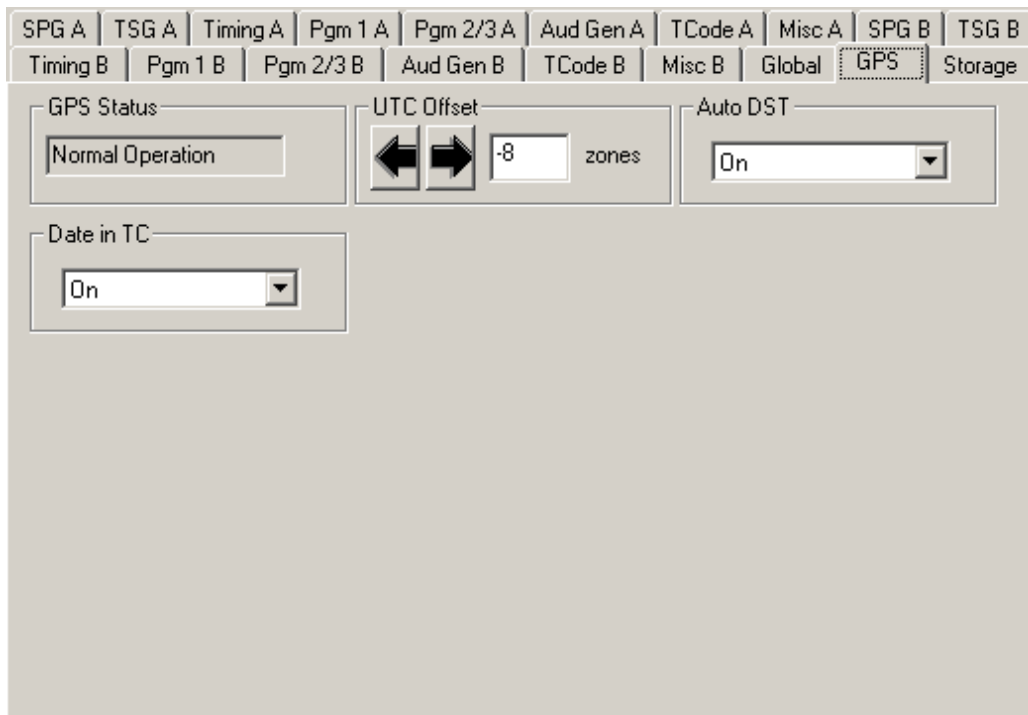 SPG A TSG A Timing A Pgm 1 A Pgm 2/3 A Aud Gen A TCode A Misc A SPG B TSG B
Timing B Pgm 1 B Pgm 2/3 B Aud Gen B TCode B Misc B Global GPS Storage
GPS Status UTC Offset Auto DST
Normal Operation -8 zones On
Date in TC
On